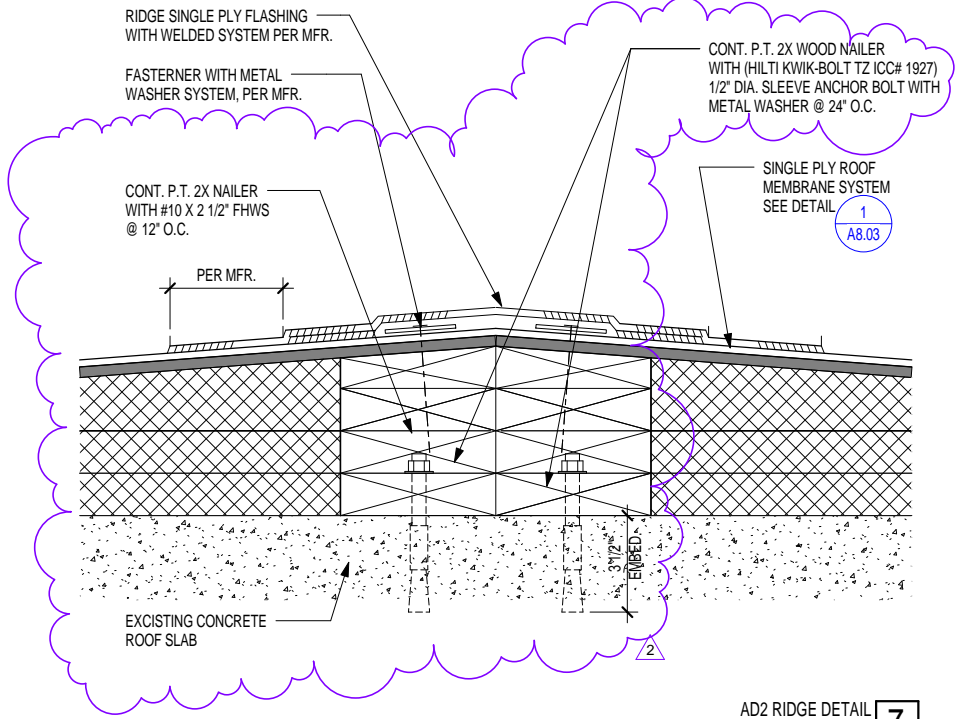 RIDGE SINGLE PLY FLASHING
WITH WELDED SYSTEM PER MFR.
FASTERNER WITH METAL
WASHER SYSTEM, PER MFR.
CONT. P.T. 2X WOOD NAILER
WITH (HILTI KWIK-BOLT TZ ICC# 1927)
1/2" DIA. SLEEVE ANCHOR BOLT WITH
METAL WASHER @ 24" O.C.
CONT. P.T. 2X NAILER
WITH #10 X 2 1/2" FHWS
@ 12" O.C.
SINGLE PLY ROOF
MEMBRANE SYSTEM
SEE DETAIL
1
A8.03
PER MFR.
3 1/2"
EMBED.
EXCISTING CONCRETE
ROOF SLAB
2
AD2 RIDGE DETAIL
7